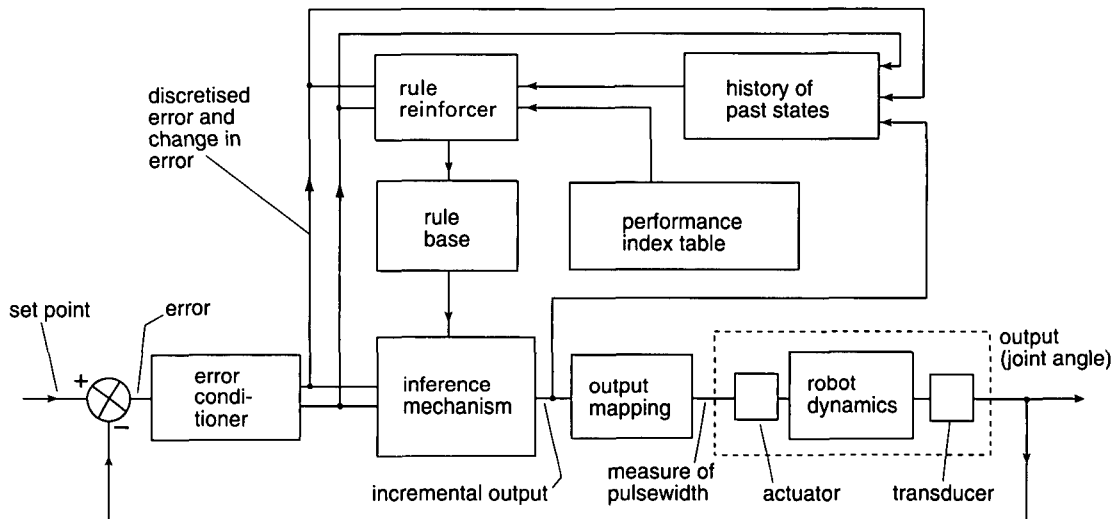 discretised
error and
change in
error
rule
reinforcer
history of
past states
rule
base
performance
index table
set point
error
+
−
error
condi-
tioner
inference
mechanism
output
mapping
robot
dynamics
output
(joint angle)
incremental output
measure of
pulsewidth
actuator
transducer